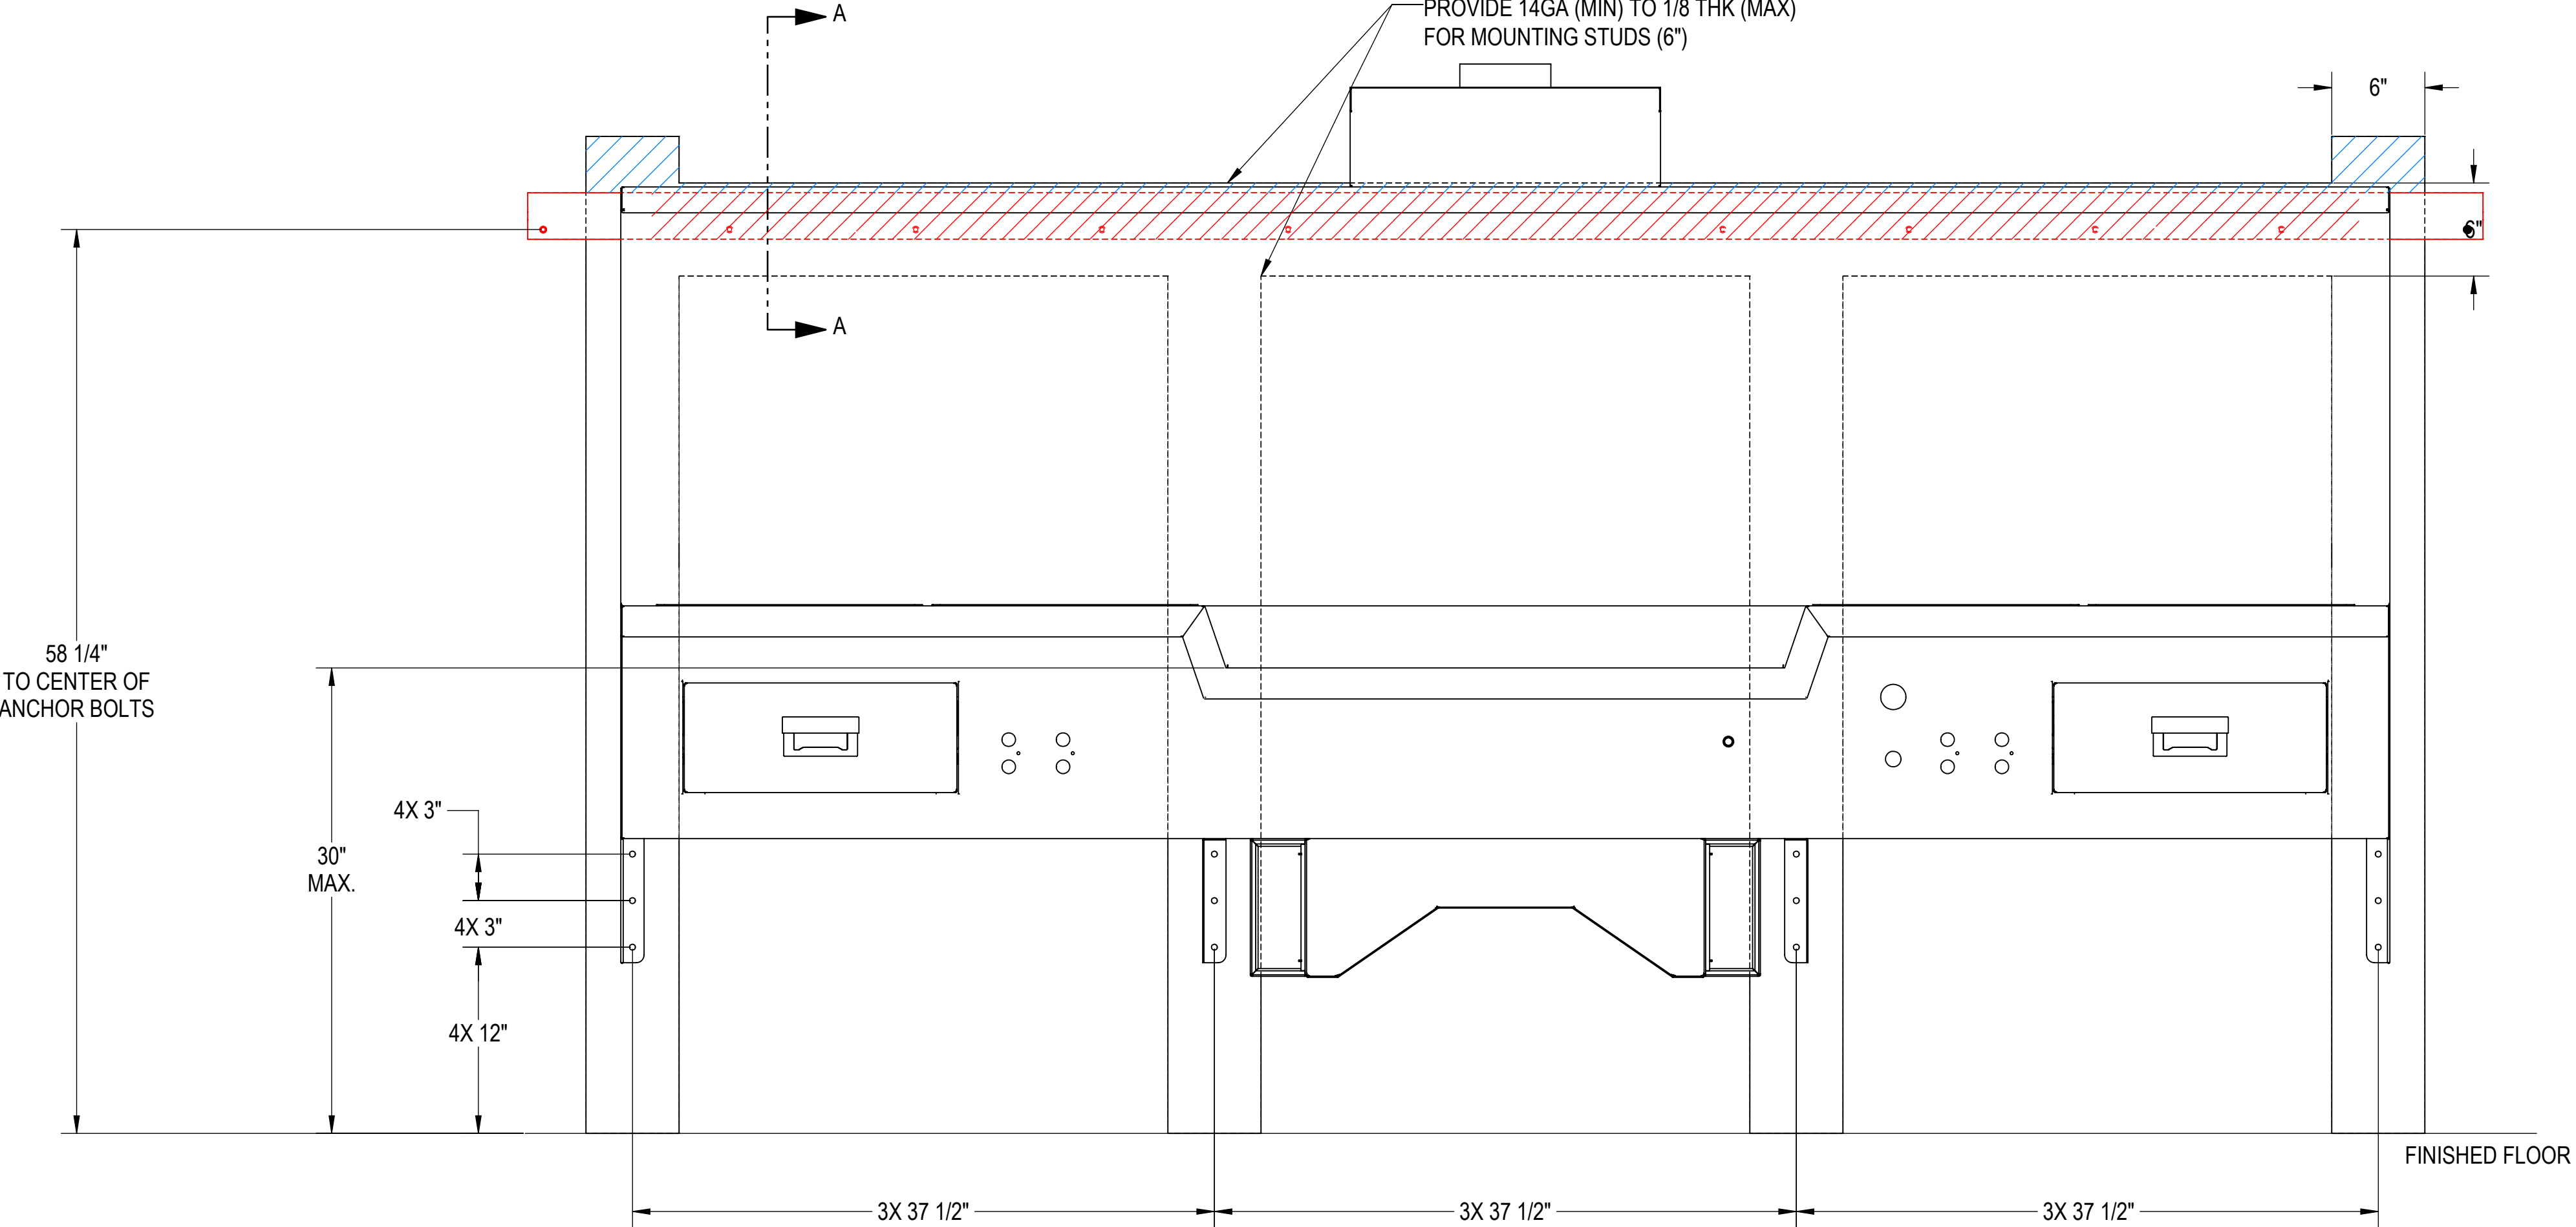 A
PROVIDE 14GA (MIN) TO 1/8 THK (MAX)
FOR MOUNTING STUDS (6")
6"
6"
A
58 1/4"
TO CENTER OF
ANCHOR BOLTS
30"
MAX.
4X 3"
4X 3"
4X 12"
FINISHED FLOOR
3X 37 1/2"
3X 37 1/2"
3X 37 1/2"